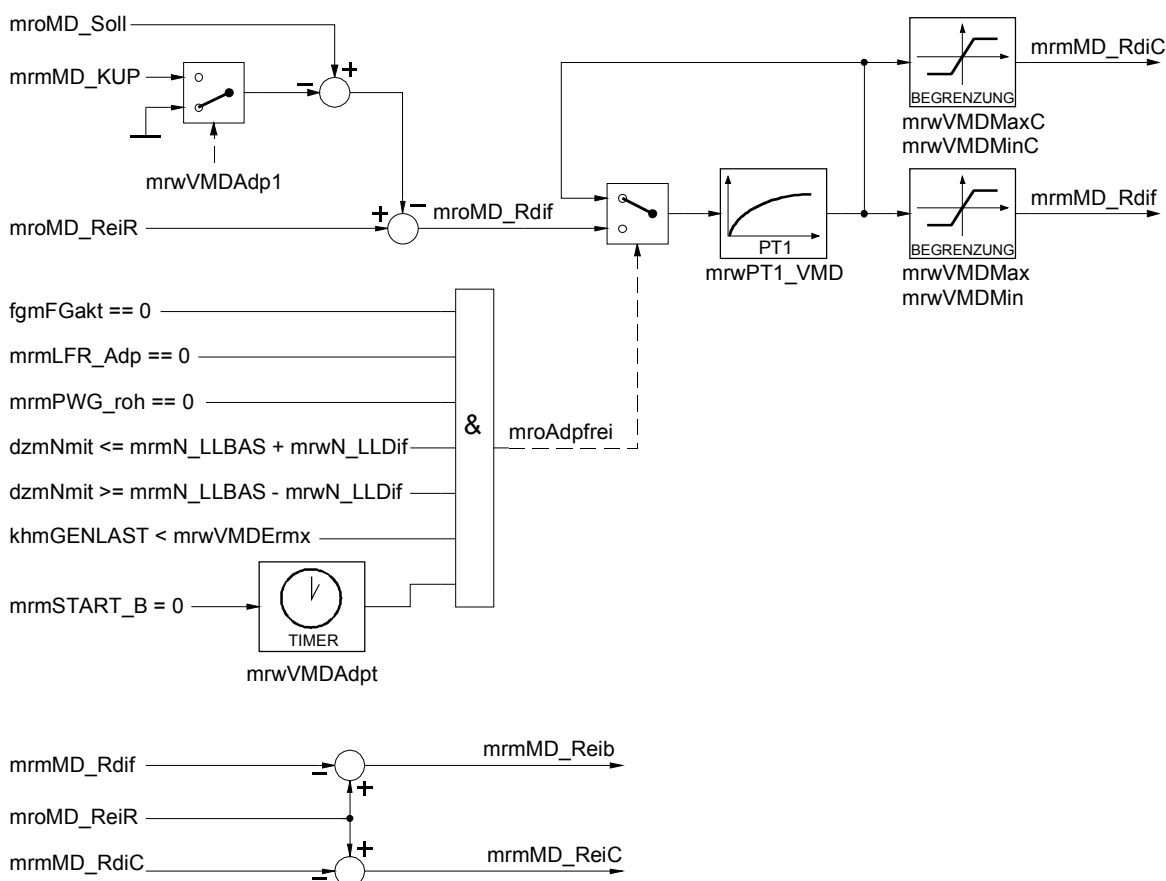 mroMD_Soll
mrmMD_KUP
mrwVMDAdp1
mroMD_ReiR
mroMD_Rdif
PT1
mrwPT1_VMD
BEGRENZUNG
mrwVMDMaxC
mrwVMDMinC
mrmMD_RdiC
BEGRENZUNG
mrwVMDMax
mrwVMDMin
mrmMD_Rdif
fgmFGakt == 0
mrmLFR_Adp == 0
mrmPWG_roh == 0
dzmNmit <= mrmN_LLBAS + mrwN_LLDif
dzmNmit >= mrmN_LLBAS - mrwN_LLDif
khmGENLAST < mrwVMDErmx
mrmSTART_B = 0
&
mroAdpfrei
TIMER
mrwVMDAdpt
mrmMD_Rdif
mrmMD_Reib
mroMD_ReiR
mrmMD_RdiC
mrmMD_ReiC